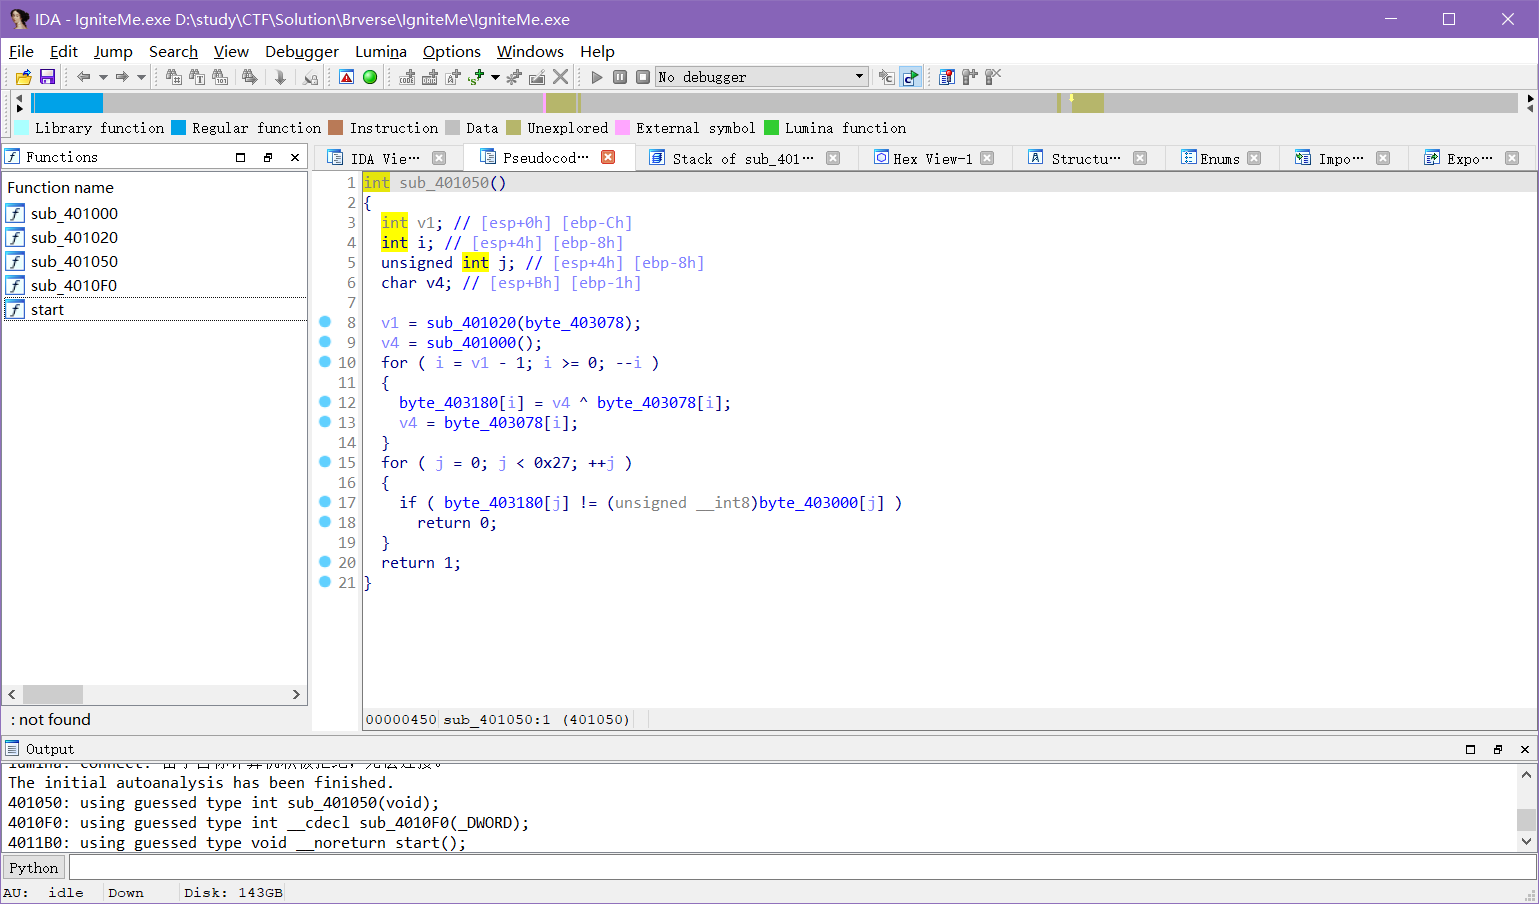 IDA - IgniteMe.exe D:\study\CTF\Solution\Brverse\IgniteMe\IgniteMe.exe
File Edit Jump Search View Debugger Lumina Options Windows Help
No debugger
Library function Regular function Instruction Data Unexplored External symbol Lumina function
Functions
IDA Vie··· Pseudocod··· Stack of sub_401··· Hex View-1 Structu··· Enums Impo··· Expo···
Function name
sub_401000
sub_401020
sub_401050
sub_4010F0
start
: not found
1 int sub_401050()
2 {
3 int v1; // [esp+0h] [ebp-Ch]
4 int i; // [esp+4h] [ebp-8h]
5 unsigned int j; // [esp+4h] [ebp-8h]
6 char v4; // [esp+Bh] [ebp-1h]
7
8 v1 = sub_401020(byte_403078);
9 v4 = sub_401000();
10 for ( i = v1 - 1; i >= 0; --i )
11 {
12 byte_403180[i] = v4 ^ byte_403078[i];
13 v4 = byte_403078[i];
14 }
15 for ( j = 0; j < 0x27; ++j )
16 {
17 if ( byte_403180[j] != (unsigned __int8)byte_403000[j] )
18 return 0;
19 }
20 return 1;
21 }
00000450 sub_401050:1 (401050)
Output
The initial autoanalysis has been finished.
401050: using guessed type int sub_401050(void);
4010F0: using guessed type int __cdecl sub_4010F0(_DWORD);
4011B0: using guessed type void __noreturn start();
Python
AU: idle Down Disk: 143GB